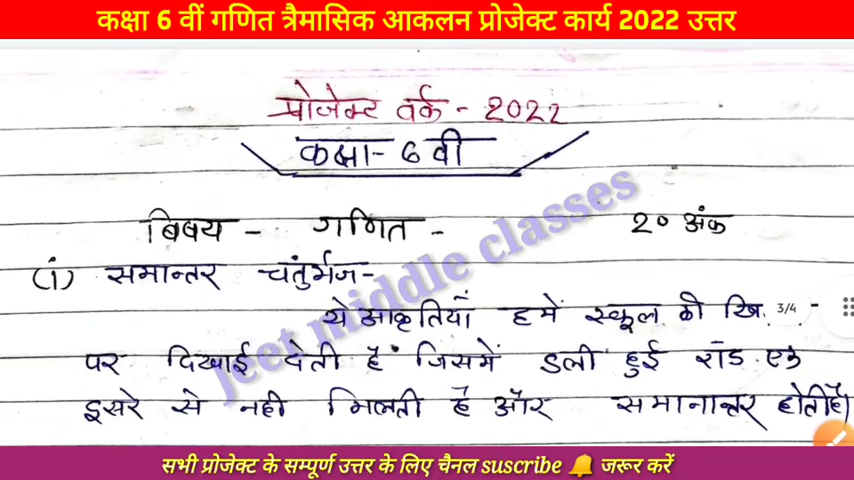 कक्षा 6 वीं गणित त्रैमासिक आकलन प्रोजेक्ट कार्य 2022 उत्तर
प्रोजेक्ट वर्क - 2022
कक्षा - 6 वी
विषय - गणित - 20 अंक
(i) समान्तर चतुर्भुज -
ये आकृतियाँ हमें स्कूल की 3/4
पर दिखाई देती है जिसमें डली हुई रॉड एक
दूसरे से नही मिलती है और समानान्तर होती है।
jeet middle classes
सभी प्रोजेक्ट के सम्पूर्ण उत्तर के लिए चैनल suscribe 🔔 जरूर करें